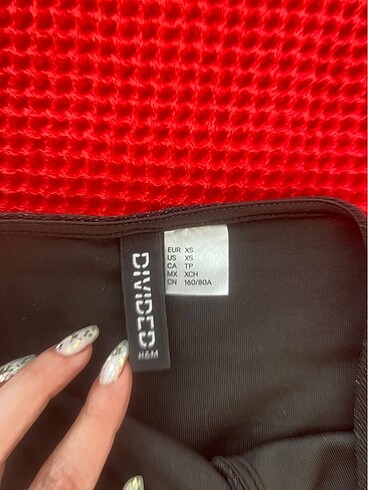 DIVIDED
H&M
EUR XS
US XS
CA TP
MX XCH
CN 160/80A